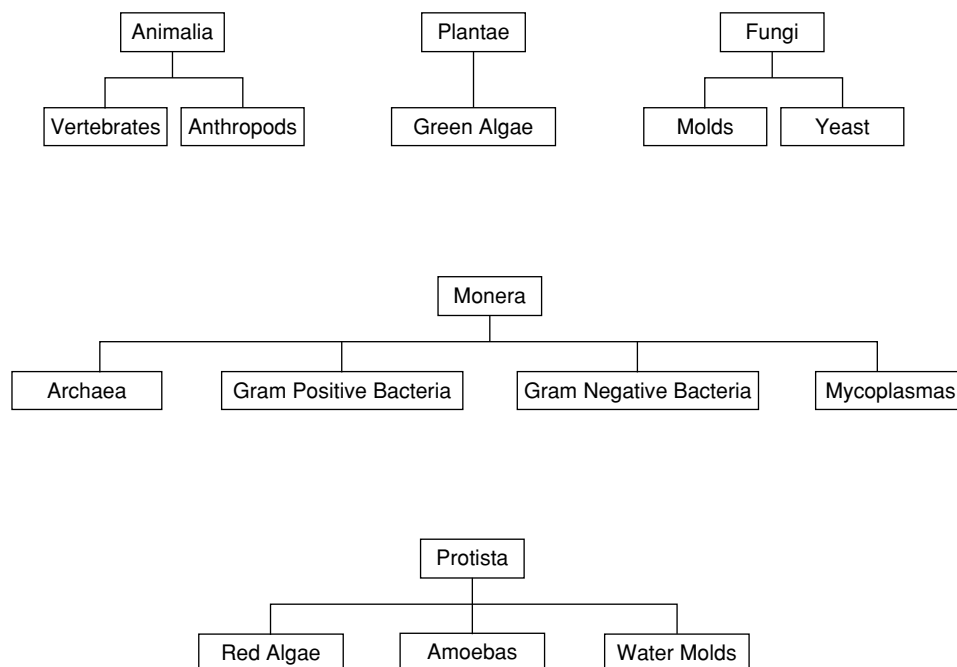 Animalia
Plantae
Fungi
Vertebrates
Anthropods
Green Algae
Molds
Yeast
Monera
Archaea
Gram Positive Bacteria
Gram Negative Bacteria
Mycoplasmas
Protista
Red Algae
Amoebas
Water Molds